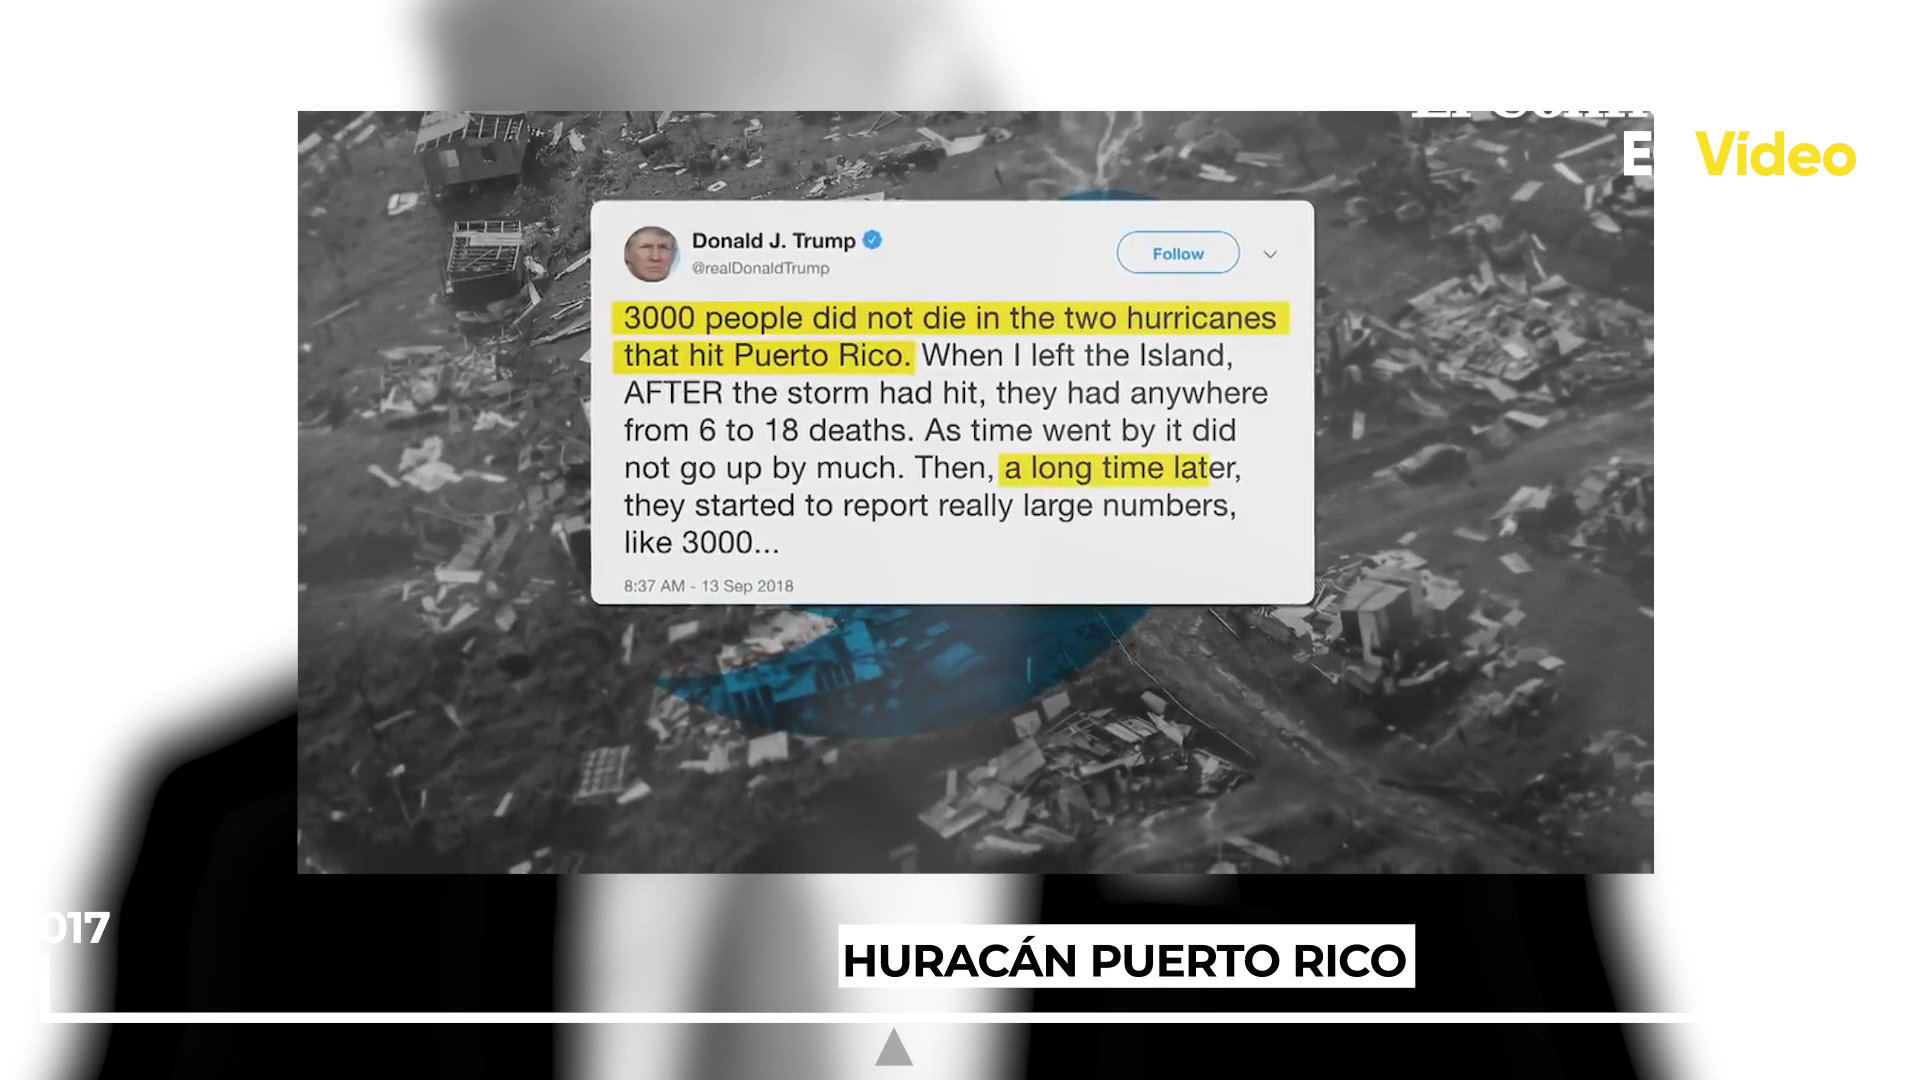 Vídeo
Donald J. Trump
@realDonaldTrump
Follow
3000 people did not die in the two hurricanes
that hit Puerto Rico. When I left the Island,
AFTER the storm had hit, they had anywhere
from 6 to 18 deaths. As time went by it did
not go up by much. Then, a long time later,
they started to report really large numbers,
like 3000...
8:37 AM - 13 Sep 2018
017
HURACÁN PUERTO RICO